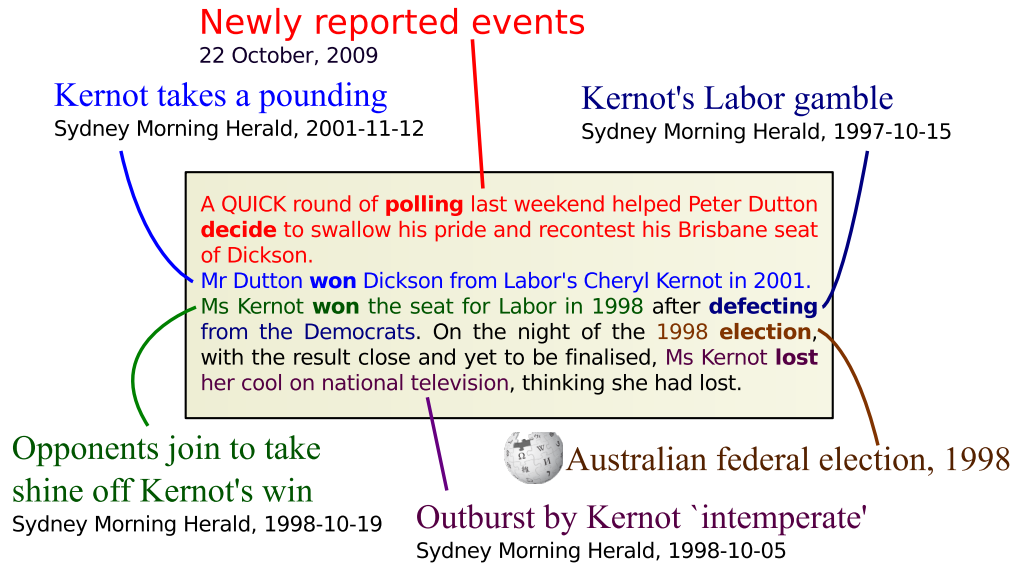 Newly reported events
22 October, 2009
Kernot takes a pounding
Sydney Morning Herald, 2001-11-12
Kernot's Labor gamble
Sydney Morning Herald, 1997-10-15
A QUICK round of polling last weekend helped Peter Dutton
decide to swallow his pride and recontest his Brisbane seat
of Dickson.
Mr Dutton won Dickson from Labor's Cheryl Kernot in 2001.
Ms Kernot won the seat for Labor in 1998 after defecting
from the Democrats. On the night of the 1998 election,
with the result close and yet to be finalised, Ms Kernot lost
her cool on national television, thinking she had lost.
Opponents join to take
shine off Kernot's win
Sydney Morning Herald, 1998-10-19
Australian federal election, 1998
Outburst by Kernot `intemperate'
Sydney Morning Herald, 1998-10-05